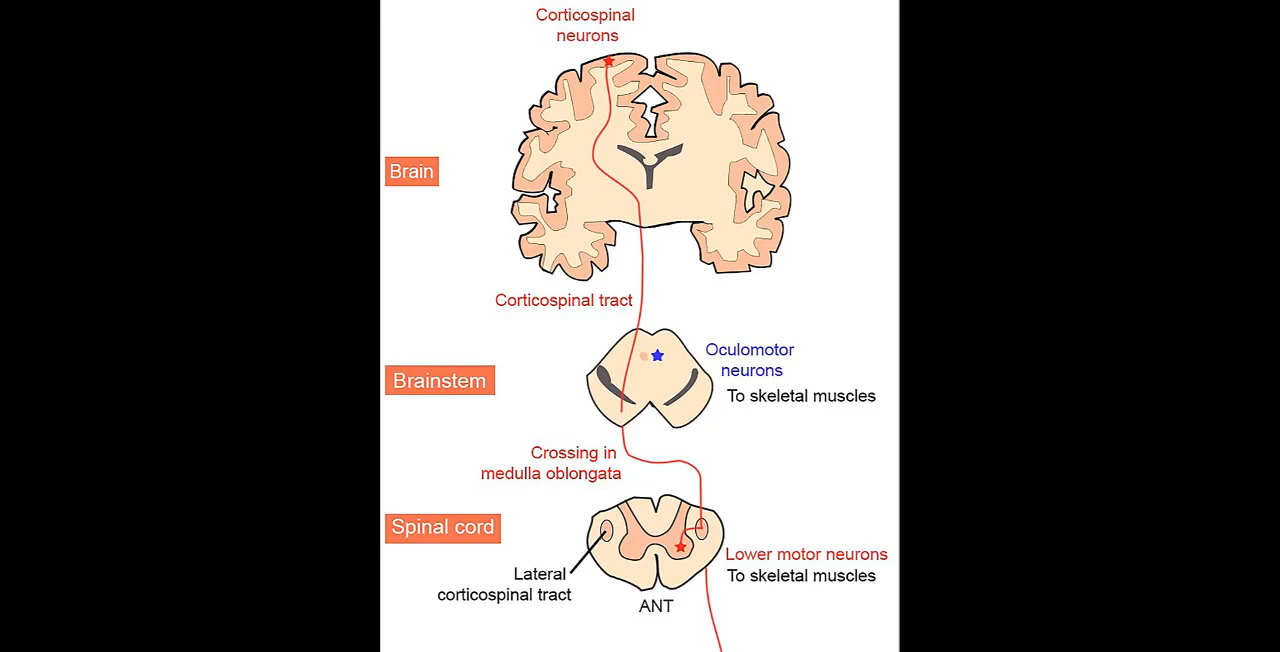 Corticospinal
neurons
Brain
Corticospinal tract
Oculomotor
neurons
To skeletal muscles
Brainstem
Crossing in
medulla oblongata
Spinal cord
Lower motor neurons
To skeletal muscles
Lateral
corticospinal tract
ANT